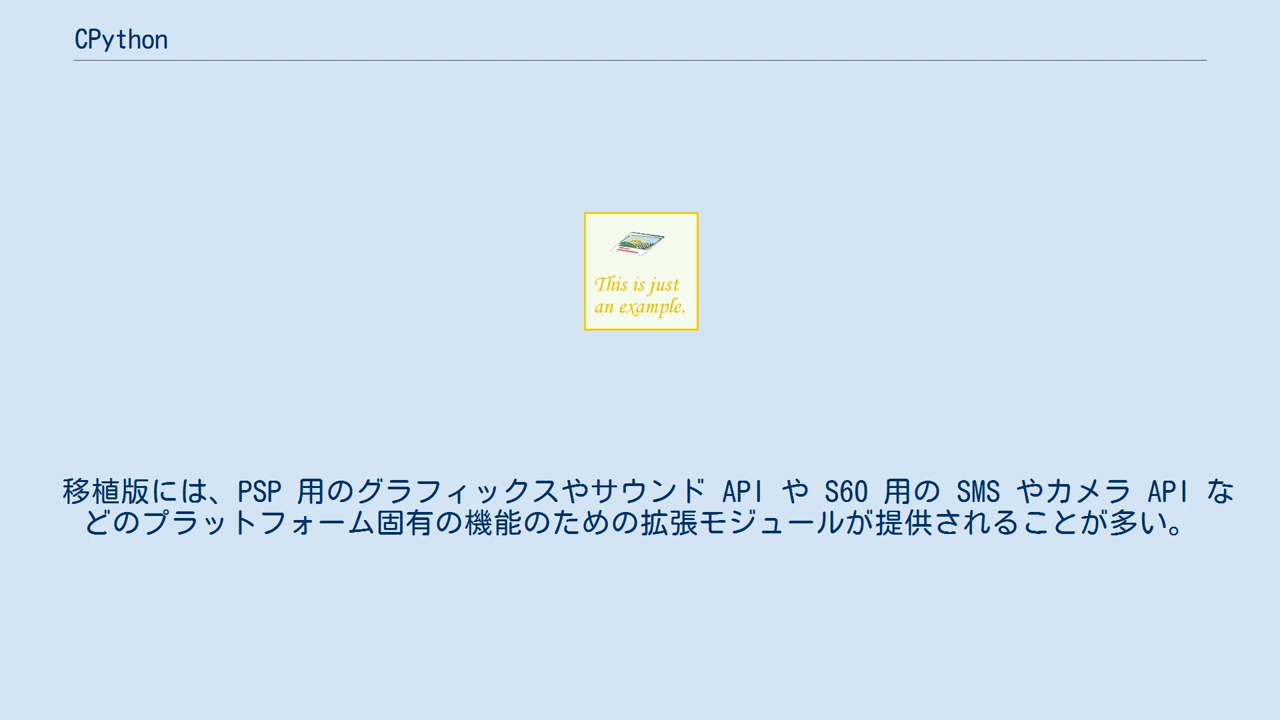 CPython
This is just
an example.
移植版には、PSP 用のグラフィックスやサウンド API や S60 用の SMS やカメラ API な
どのプラットフォーム固有の機能のための拡張モジュールが提供されることが多い。